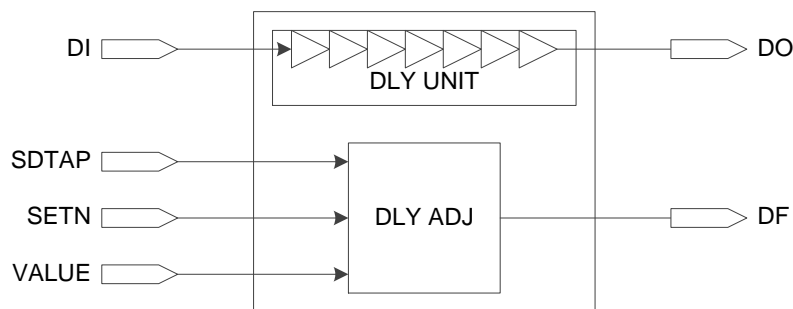 DI
DO
DLY UNIT
SDTAP
SETN
DLY ADJ
DF
VALUE